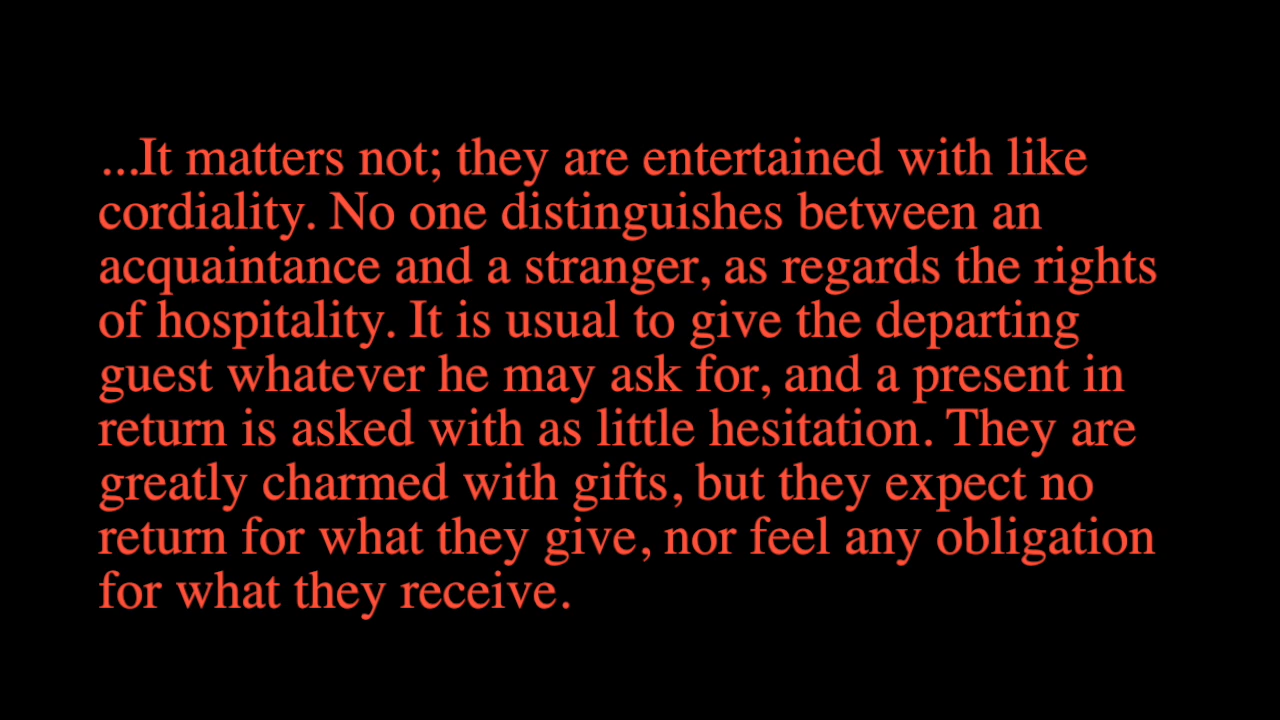 ...It matters not; they are entertained with like
cordiality. No one distinguishes between an
acquaintance and a stranger, as regards the rights
of hospitality. It is usual to give the departing
guest whatever he may ask for, and a present in
return is asked with as little hesitation. They are
greatly charmed with gifts, but they expect no
return for what they give, nor feel any obligation
for what they receive.